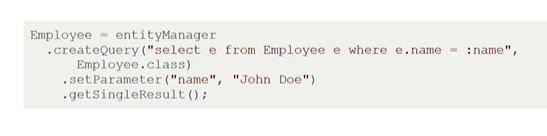 Employee = entityManager
.createQuery("select e from Employee e where e.name = :name",
Employee.class)
.setParameter("name", "John Doe")
.getSingleResult();